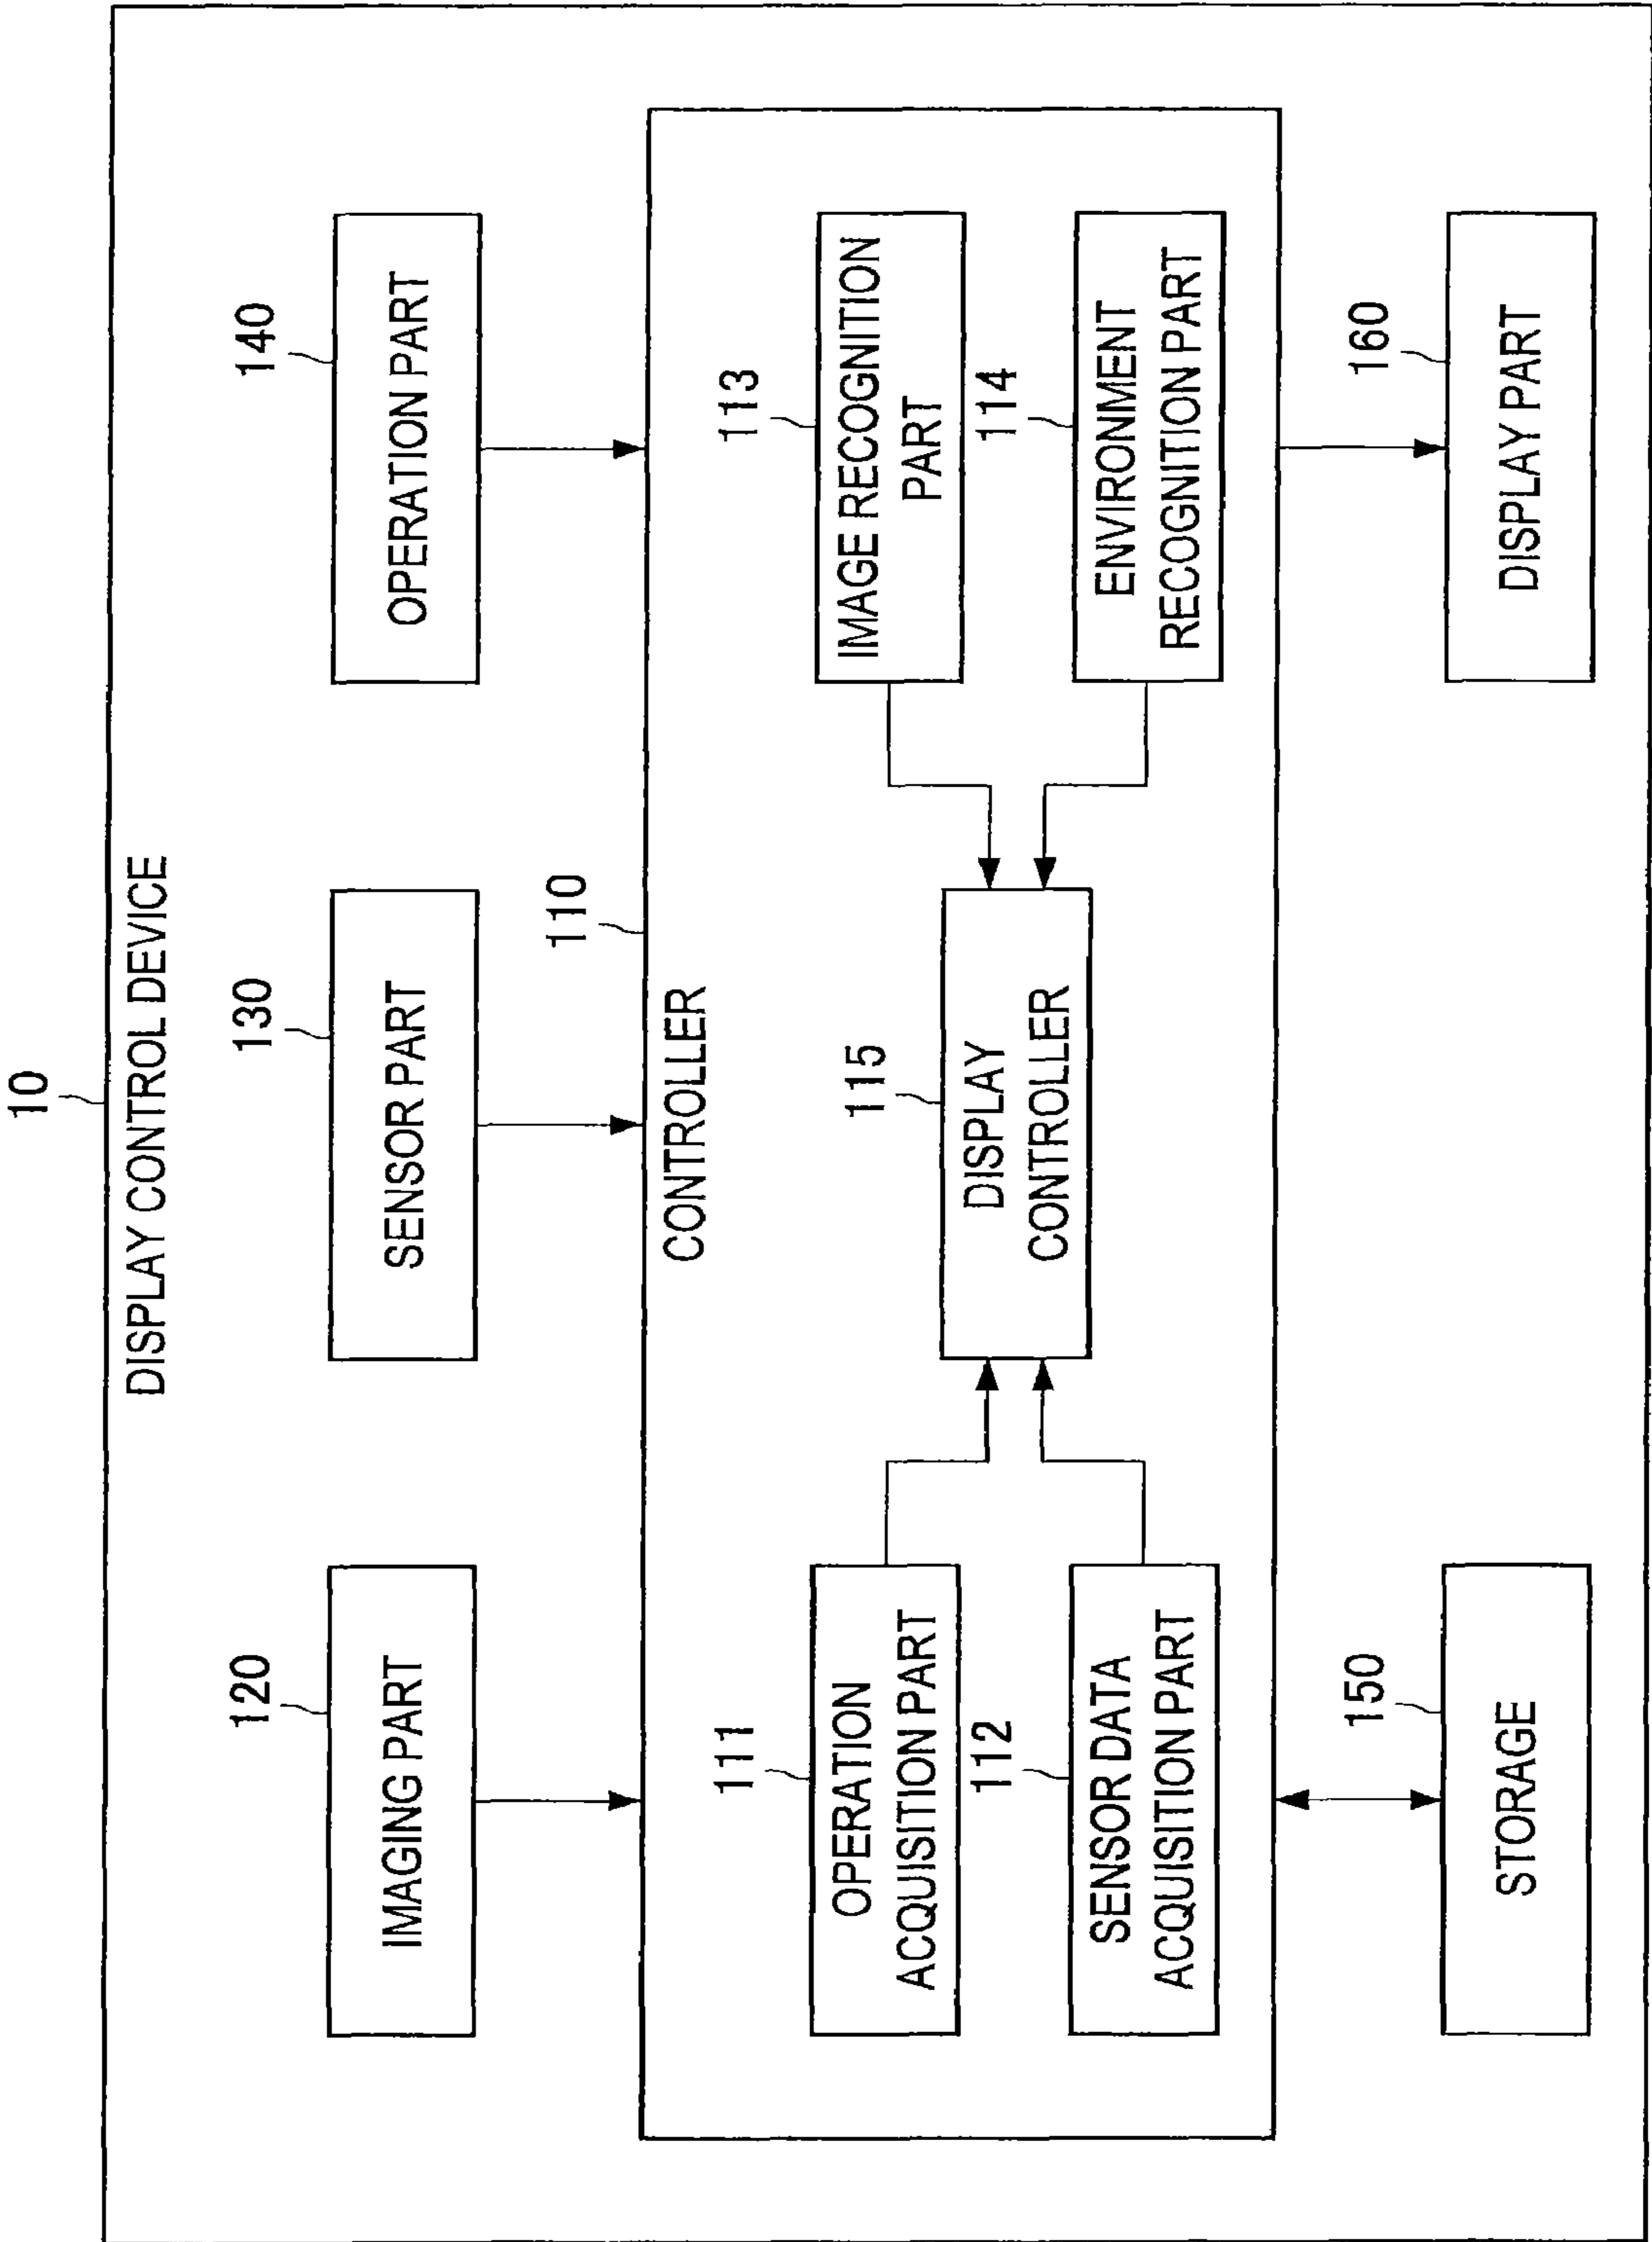 10
DISPLAY CONTROL DEVICE
120
IMAGING PART
130
SENSOR PART
140
OPERATION PART
110
CONTROLLER
111
OPERATION
ACQUISITION PART
112
SENSOR DATA
ACQUISITION PART
115
DISPLAY
CONTROLLER
113
IMAGE RECOGNITION
PART
114
ENVIRONMENT
RECOGNITION PART
150
STORAGE
160
DISPLAY PART